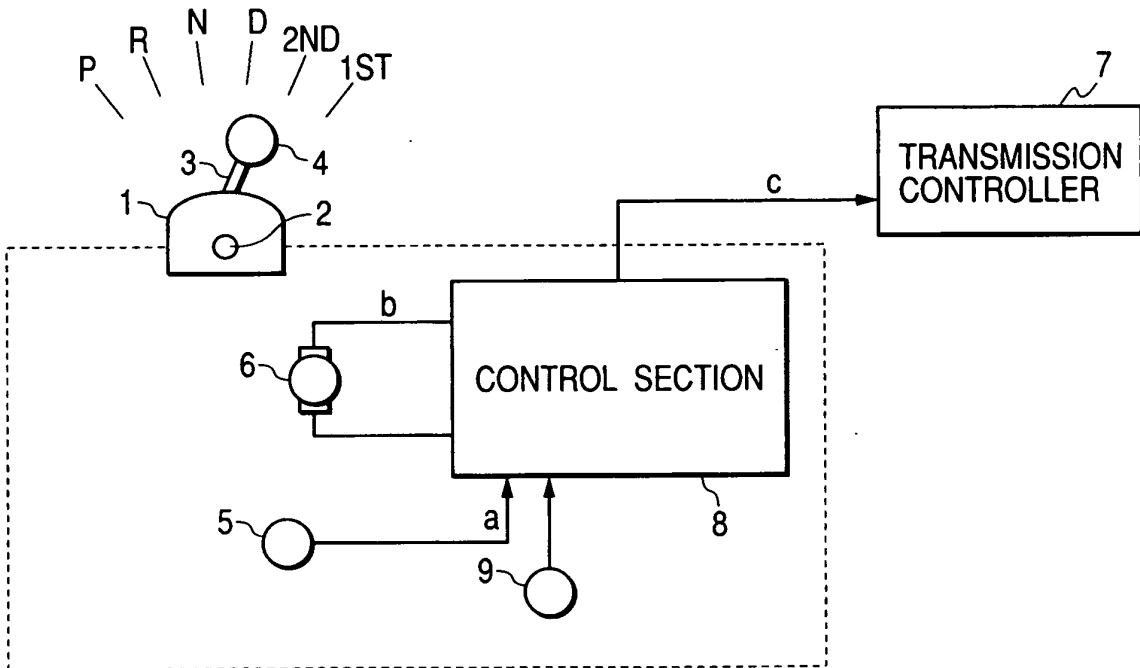 P R N D 2ND 1ST
3
4
1
2
7
TRANSMISSION
CONTROLLER
c
b
6
CONTROL SECTION
5
a
9
8